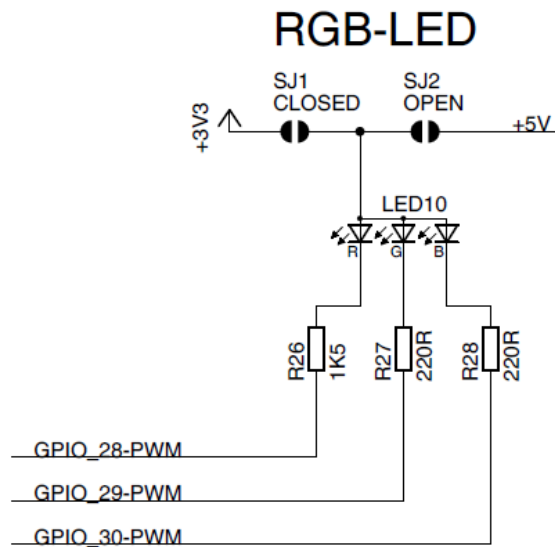 RGB-LED
SJ1
CLOSED
SJ2
OPEN
+3V3
+5V
LED10
R
G
B
R26
1K5
R27
220R
R28
220R
GPIO_28-PWM
GPIO_29-PWM
GPIO_30-PWM